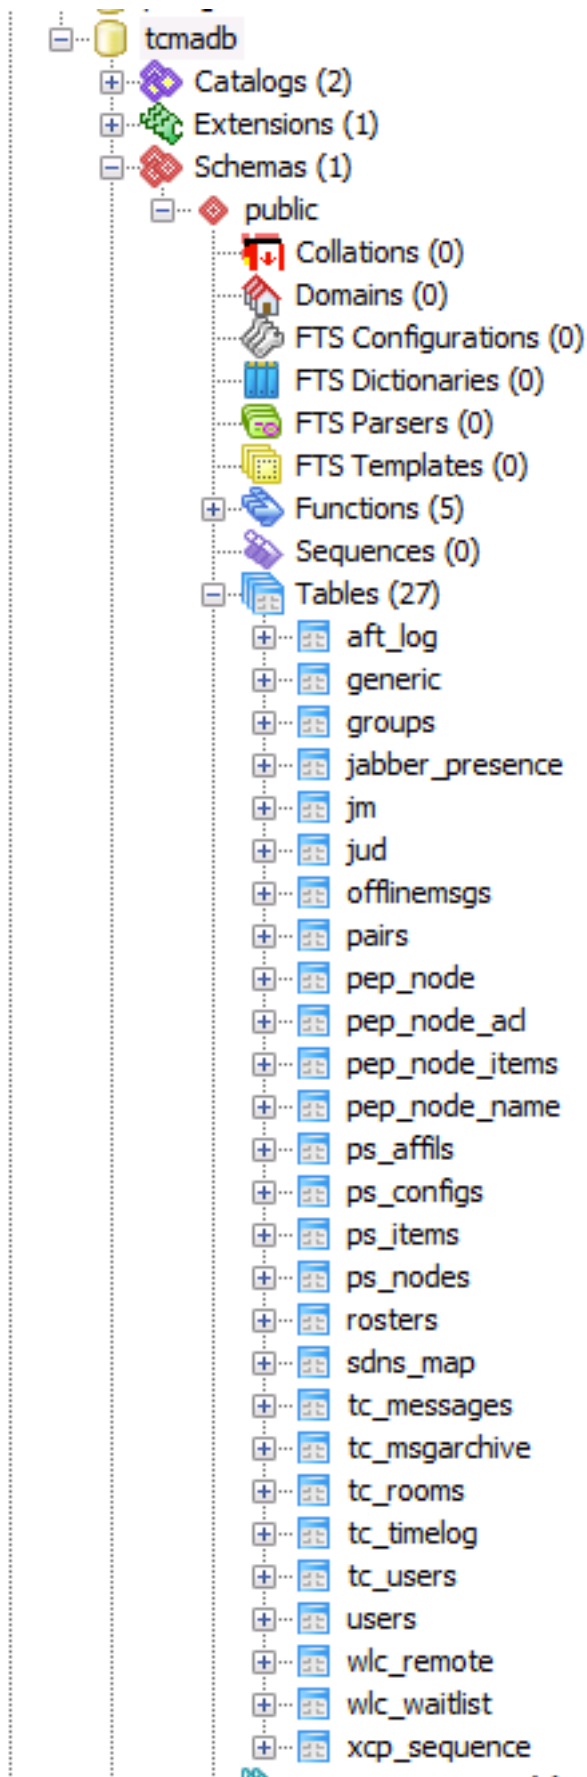 tcmadb
Catalogs (2)
Extensions (1)
Schemas (1)
public
Collations (0)
Domains (0)
FTS Configurations (0)
FTS Dictionaries (0)
FTS Parsers (0)
FTS Templates (0)
Functions (5)
Sequences (0)
Tables (27)
aft_log
generic
groups
jabber_presence
jm
jud
offlinemsgs
pairs
pep_node
pep_node_acl
pep_node_items
pep_node_name
ps_affils
ps_configs
ps_items
ps_nodes
rosters
sdns_map
tc_messages
tc_msgarchive
tc_rooms
tc_timelog
tc_users
users
wlc_remote
wlc_waitlist
xcp_sequence